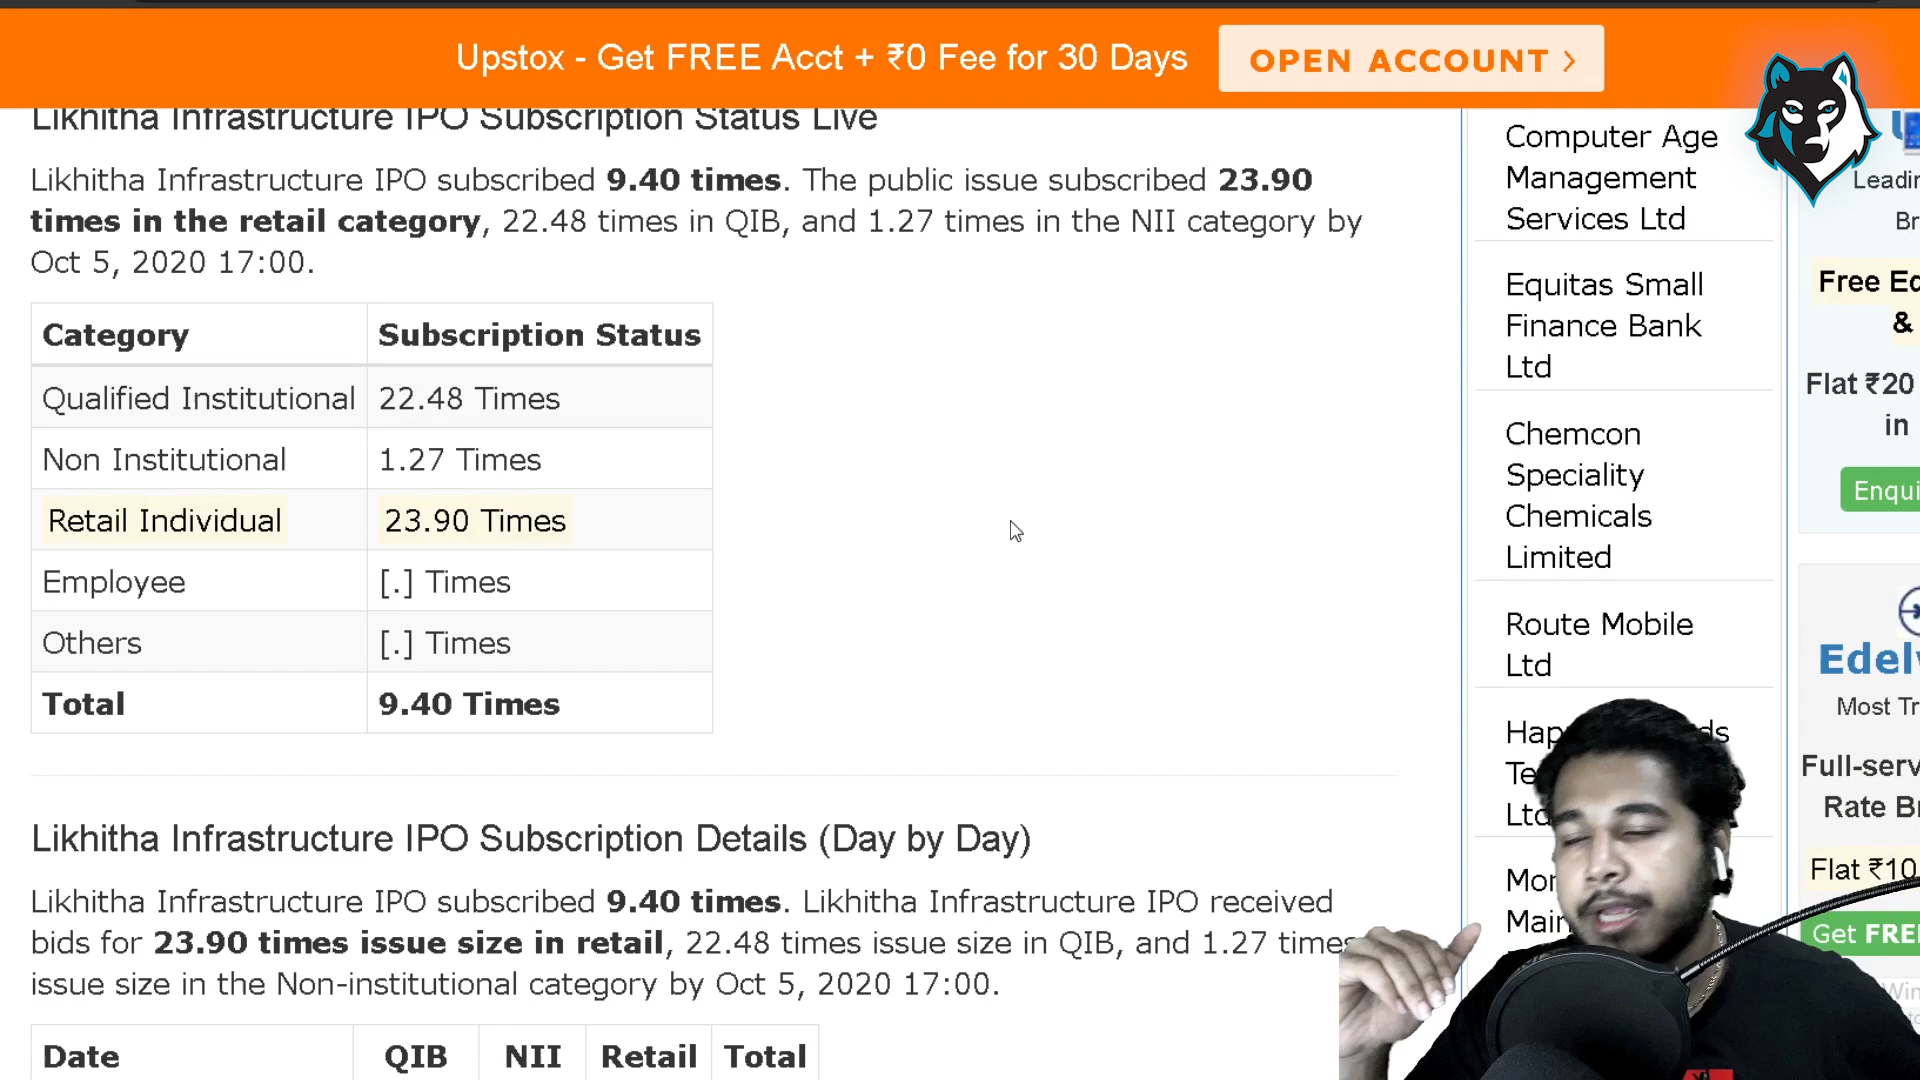 Upstox - Get FREE Acct + ₹0 Fee for 30 Days
OPEN ACCOUNT >
Likhitha Infrastructure IPO Subscription Status Live
Likhitha Infrastructure IPO subscribed 9.40 times. The public issue subscribed 23.90
times in the retail category, 22.48 times in QIB, and 1.27 times in the NII category by
Oct 5, 2020 17:00.
Category Subscription Status
Qualified Institutional 22.48 Times
Non Institutional 1.27 Times
Retail Individual 23.90 Times
Employee [.] Times
Others [.] Times
Total 9.40 Times
Likhitha Infrastructure IPO Subscription Details (Day by Day)
Likhitha Infrastructure IPO subscribed 9.40 times. Likhitha Infrastructure IPO received
bids for 23.90 times issue size in retail, 22.48 times issue size in QIB, and 1.27 times
issue size in the Non-institutional category by Oct 5, 2020 17:00.
Date QIB NII Retail Total
Computer Age
Management
Services Ltd
Equitas Small
Finance Bank
Ltd
Chemcon
Speciality
Chemicals
Limited
Route Mobile
Ltd
Ltd
Free
&
Flat ₹20
in
Most
Full-serv
Rate
Flat ₹10
Get FREE